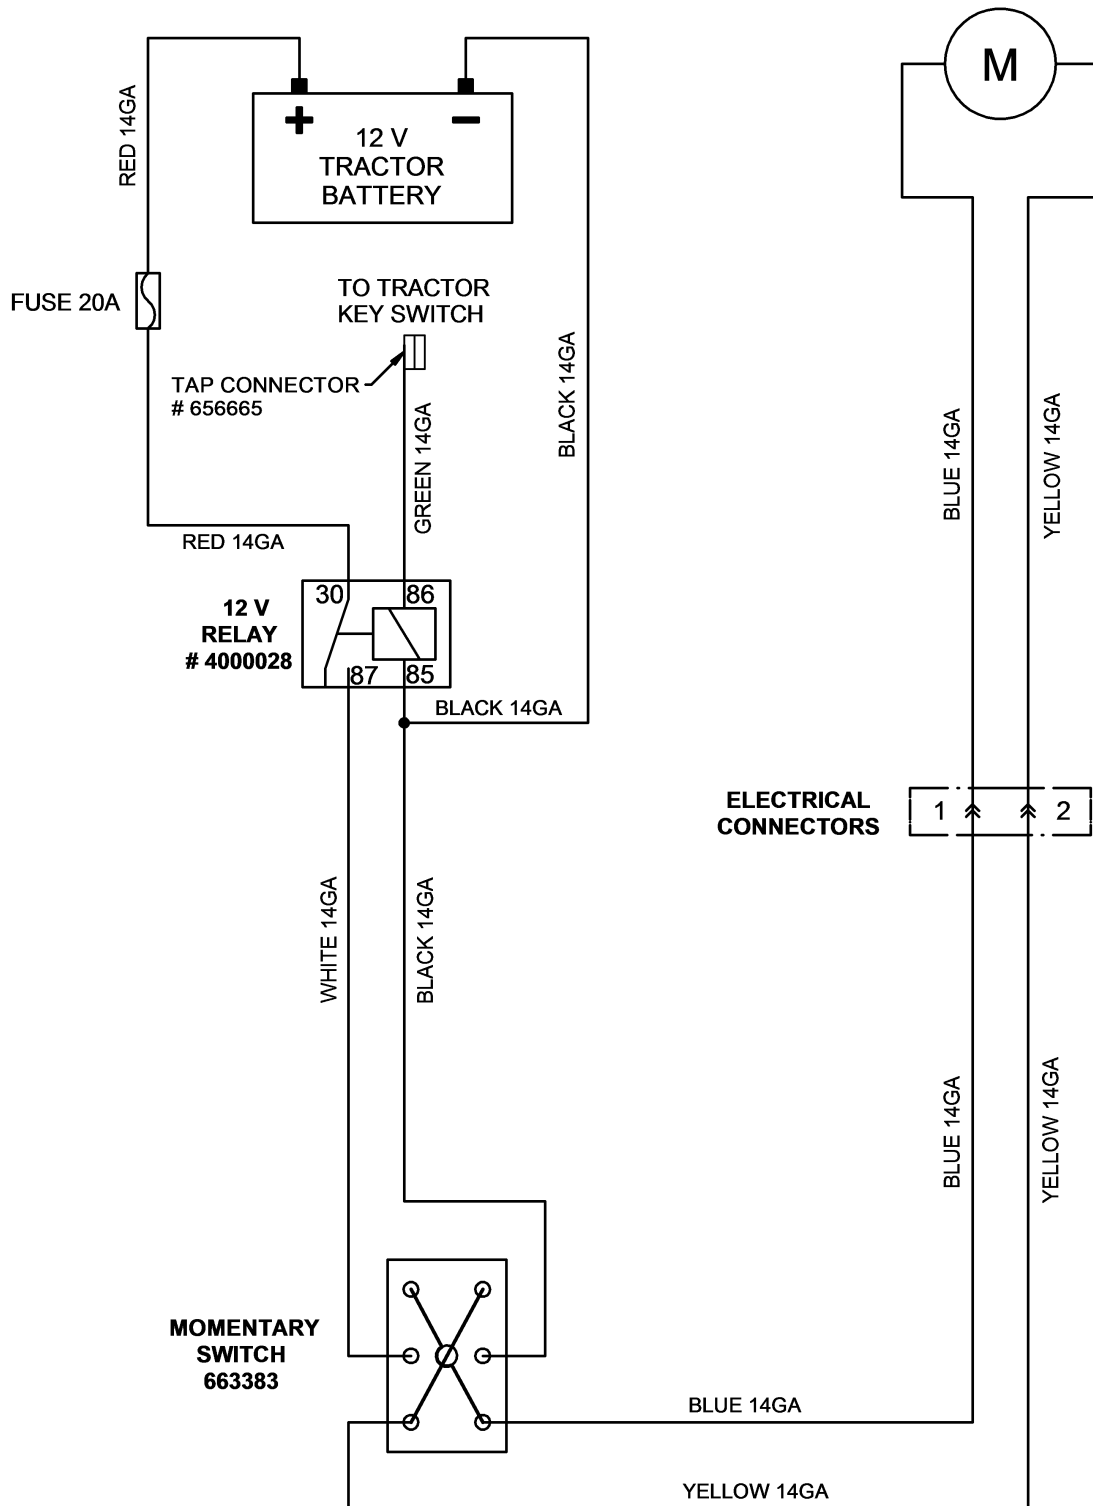 M
+
−
12 V
TRACTOR
BATTERY
RED 14GA
FUSE 20A
TO TRACTOR
KEY SWITCH
TAP CONNECTOR
# 656665
GREEN 14GA
BLACK 14GA
BLUE 14GA
YELLOW 14GA
RED 14GA
30
86
12 V
RELAY
# 4000028
87
85
BLACK 14GA
ELECTRICAL
CONNECTORS
1
2
WHITE 14GA
BLACK 14GA
BLUE 14GA
YELLOW 14GA
MOMENTARY
SWITCH
663383
BLUE 14GA
YELLOW 14GA